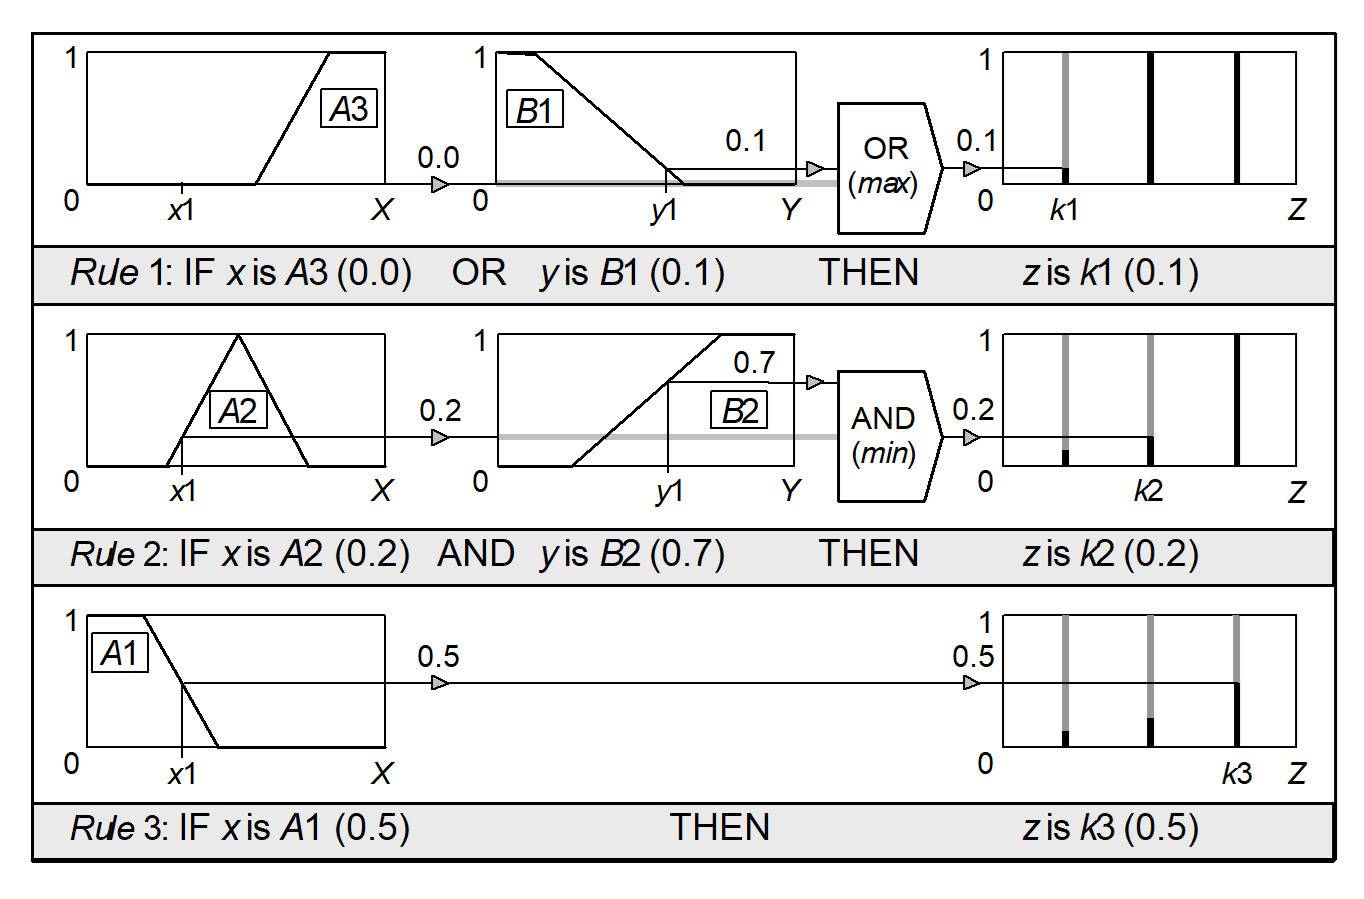 1 1 1
A3 B1
0.0 0.1 OR (max) 0.1
0 x1 X 0 y1 Y 0 k1 Z
Rule 1: IF x is A3 (0.0) OR y is B1 (0.1) THEN z is k1 (0.1)
1 1 1
A2 0.7 B2
0.2 AND (min) 0.2
0 x1 X 0 y1 Y 0 k2 Z
Rule 2: IF x is A2 (0.2) AND y is B2 (0.7) THEN z is k2 (0.2)
1 1
A1 0.5 0.5
0 x1 X 0 k3 Z
Rule 3: IF x is A1 (0.5) THEN z is k3 (0.5)